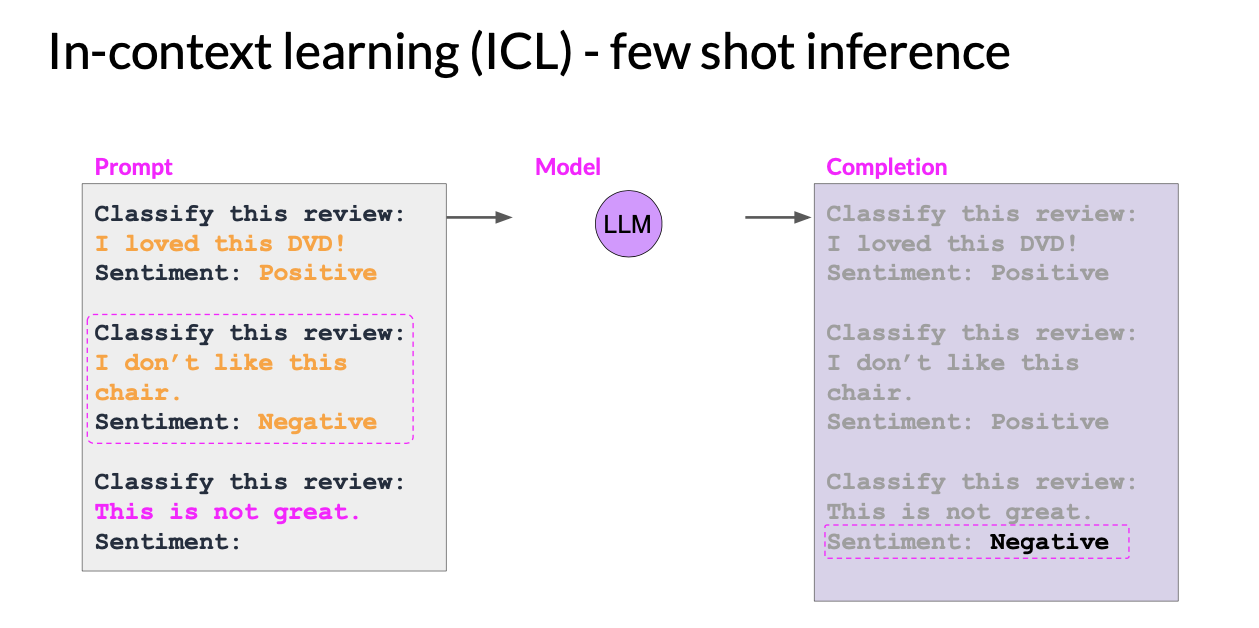 In-context learning (ICL) - few shot inference
Prompt
Classify this review:
I loved this DVD!
Sentiment: Positive
Classify this review:
I don’t like this
chair.
Sentiment: Negative
Classify this review:
This is not great.
Sentiment:
Model
LLM
Completion
Classify this review:
I loved this DVD!
Sentiment: Positive
Classify this review:
I don’t like this
chair.
Sentiment: Positive
Classify this review:
This is not great.
Sentiment: Negative